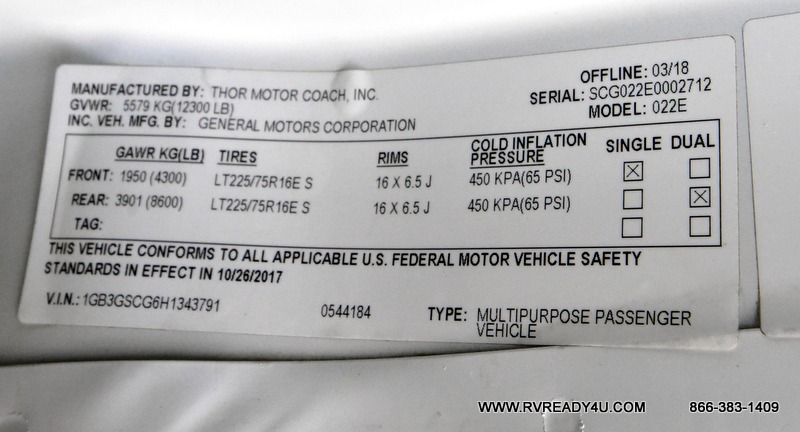 MANUFACTURED BY: THOR MOTOR COACH, INC. OFFLINE: 03/18
GVWR: 5579 KG(12300 LB) SERIAL: SCG022E0002712
INC. VEH. MFG. BY: GENERAL MOTORS CORPORATION MODEL: 022E
GAWR KG(LB) TIRES RIMS COLD INFLATION PRESSURE SINGLE DUAL
FRONT: 1950 (4300) LT225/75R16E S 16 X 6.5 J 450 KPA(65 PSI) ☒ ☐
REAR: 3901 (8600) LT225/75R16E S 16 X 6.5 J 450 KPA(65 PSI) ☐ ☒
TAG: ☐ ☐
THIS VEHICLE CONFORMS TO ALL APPLICABLE U.S. FEDERAL MOTOR VEHICLE SAFETY
STANDARDS IN EFFECT IN 10/26/2017
V.I.N.: 1GB3GSCG6H1343791 0544184 TYPE: MULTIPURPOSE PASSENGER
VEHICLE
WWW.RVREADY4U.COM 866-383-1409